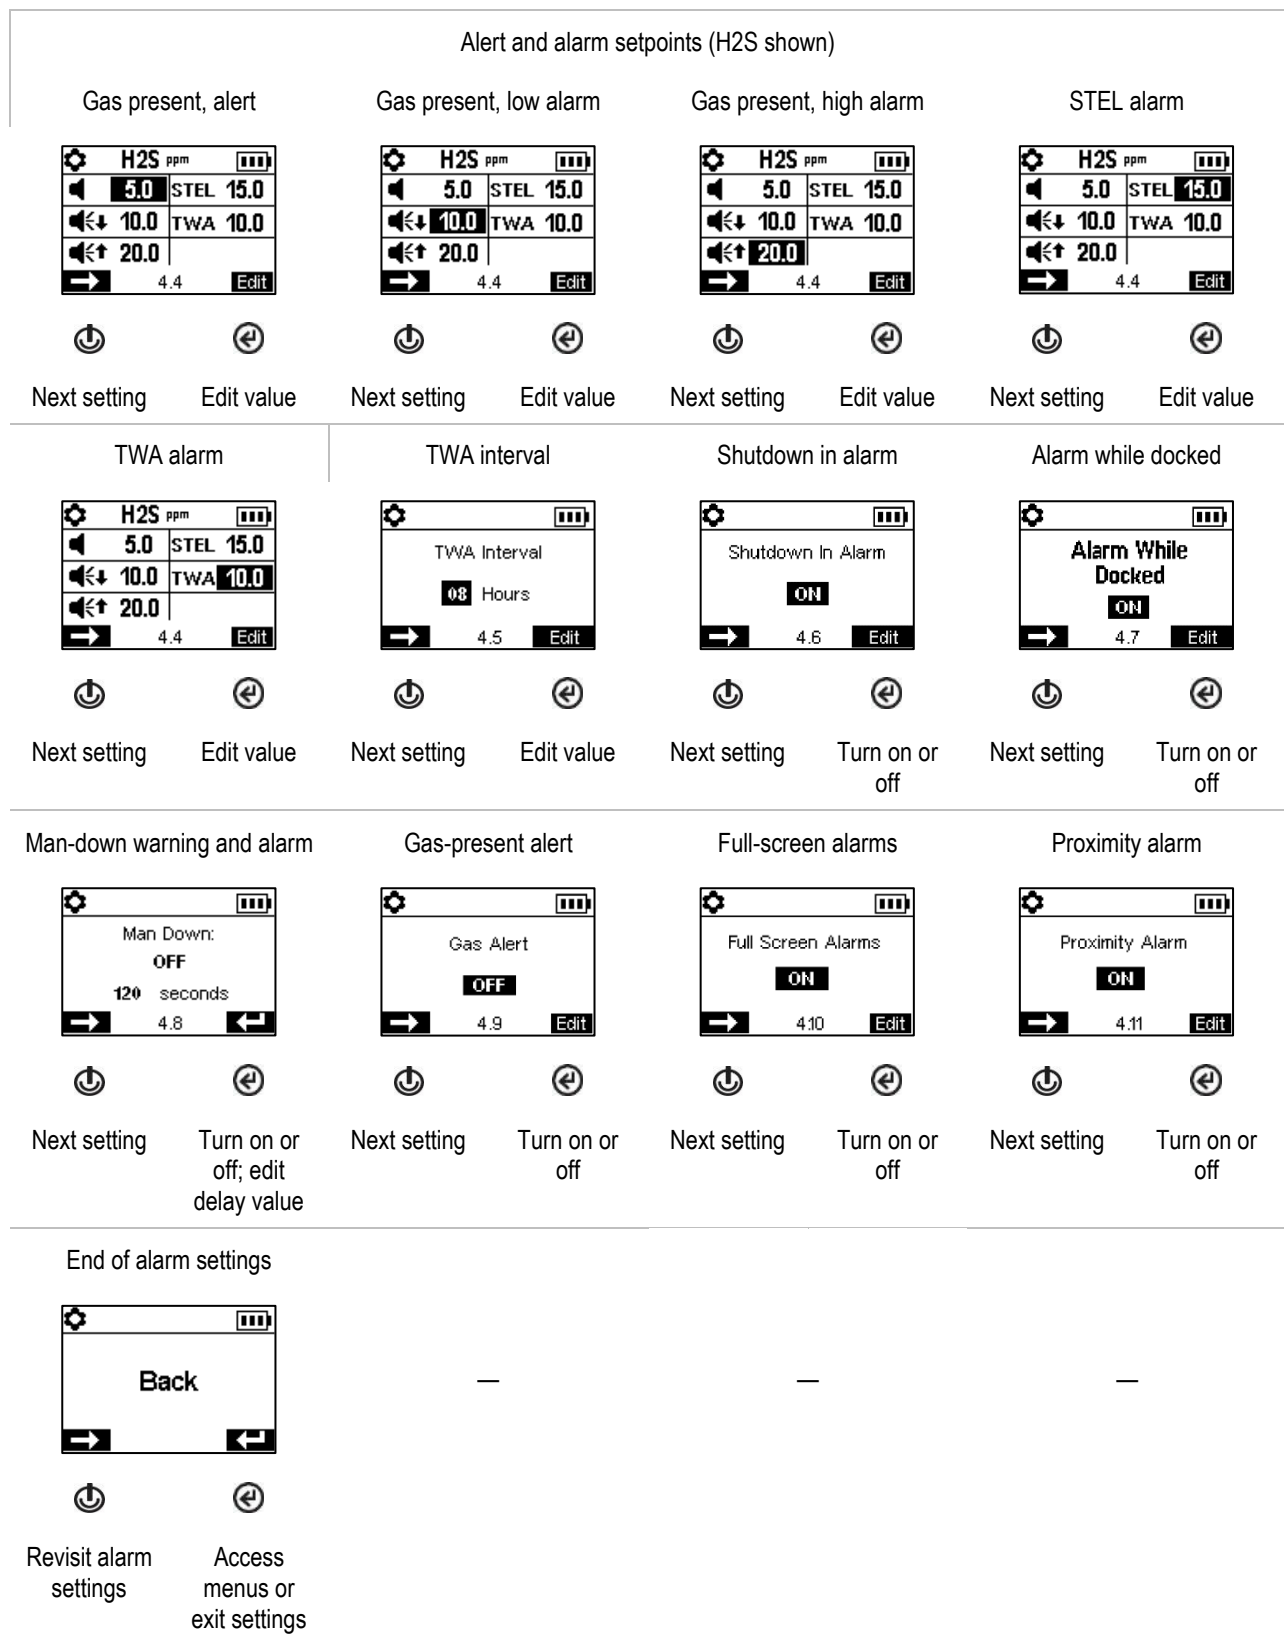 Alert and alarm setpoints (H2S shown)
Gas present, alert
Gas present, low alarm
Gas present, high alarm
STEL alarm
H2S ppm
5.0 STEL 15.0
10.0 TWA 10.0
20.0
4.4 Edit
H2S ppm
5.0 STEL 15.0
10.0 TWA 10.0
20.0
4.4 Edit
H2S ppm
5.0 STEL 15.0
10.0 TWA 10.0
20.0
4.4 Edit
H2S ppm
5.0 STEL 15.0
10.0 TWA 10.0
20.0
4.4 Edit
Next setting
Edit value
Next setting
Edit value
Next setting
Edit value
Next setting
Edit value
TWA alarm
TWA interval
Shutdown in alarm
Alarm while docked
H2S ppm
5.0 STEL 15.0
10.0 TWA 10.0
20.0
4.4 Edit
TWA Interval
08 Hours
4.5 Edit
Shutdown In Alarm
ON
4.6 Edit
Alarm While
Docked
ON
4.7 Edit
Next setting
Edit value
Next setting
Edit value
Next setting
Turn on or
off
Next setting
Turn on or
off
Man-down warning and alarm
Gas-present alert
Full-screen alarms
Proximity alarm
Man Down:
OFF
120 seconds
4.8
Gas Alert
OFF
4.9 Edit
Full Screen Alarms
ON
4.10 Edit
Proximity Alarm
ON
4.11 Edit
Next setting
Turn on or
off; edit
delay value
Next setting
Turn on or
off
Next setting
Turn on or
off
Next setting
Turn on or
off
End of alarm settings
Back
—
—
—
Revisit alarm
settings
Access
menus or
exit settings